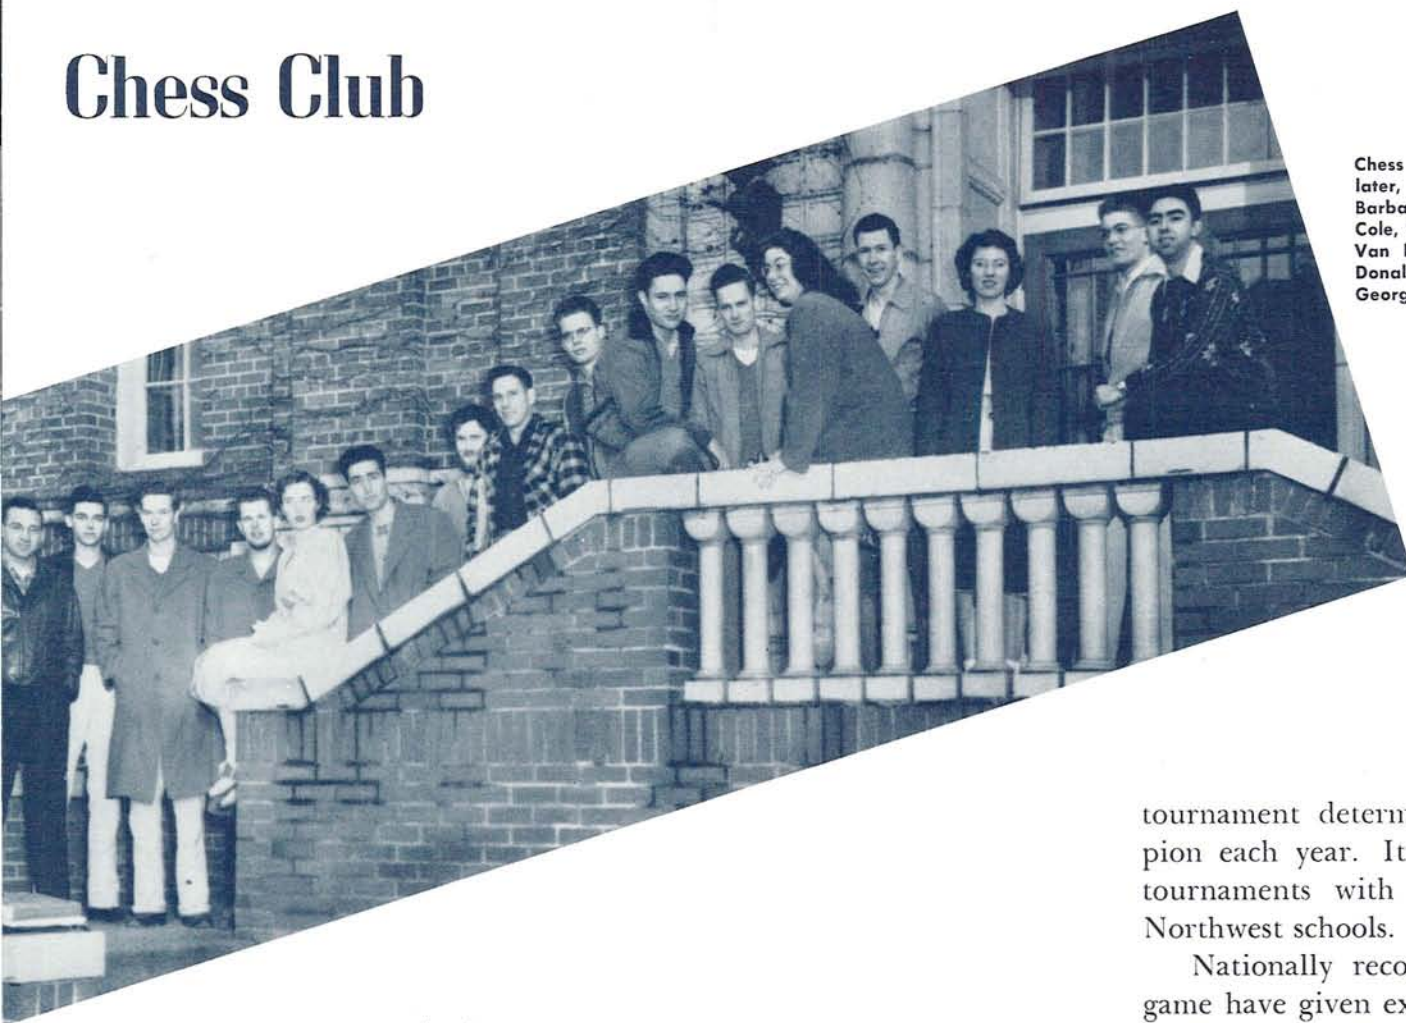 Chess Club
Chess
later,
Barba
Cole,
Van
Donal
Georg
tournament determ
pion each year. It
tournaments with
Northwest schools.
Nationally reco
game have given ex